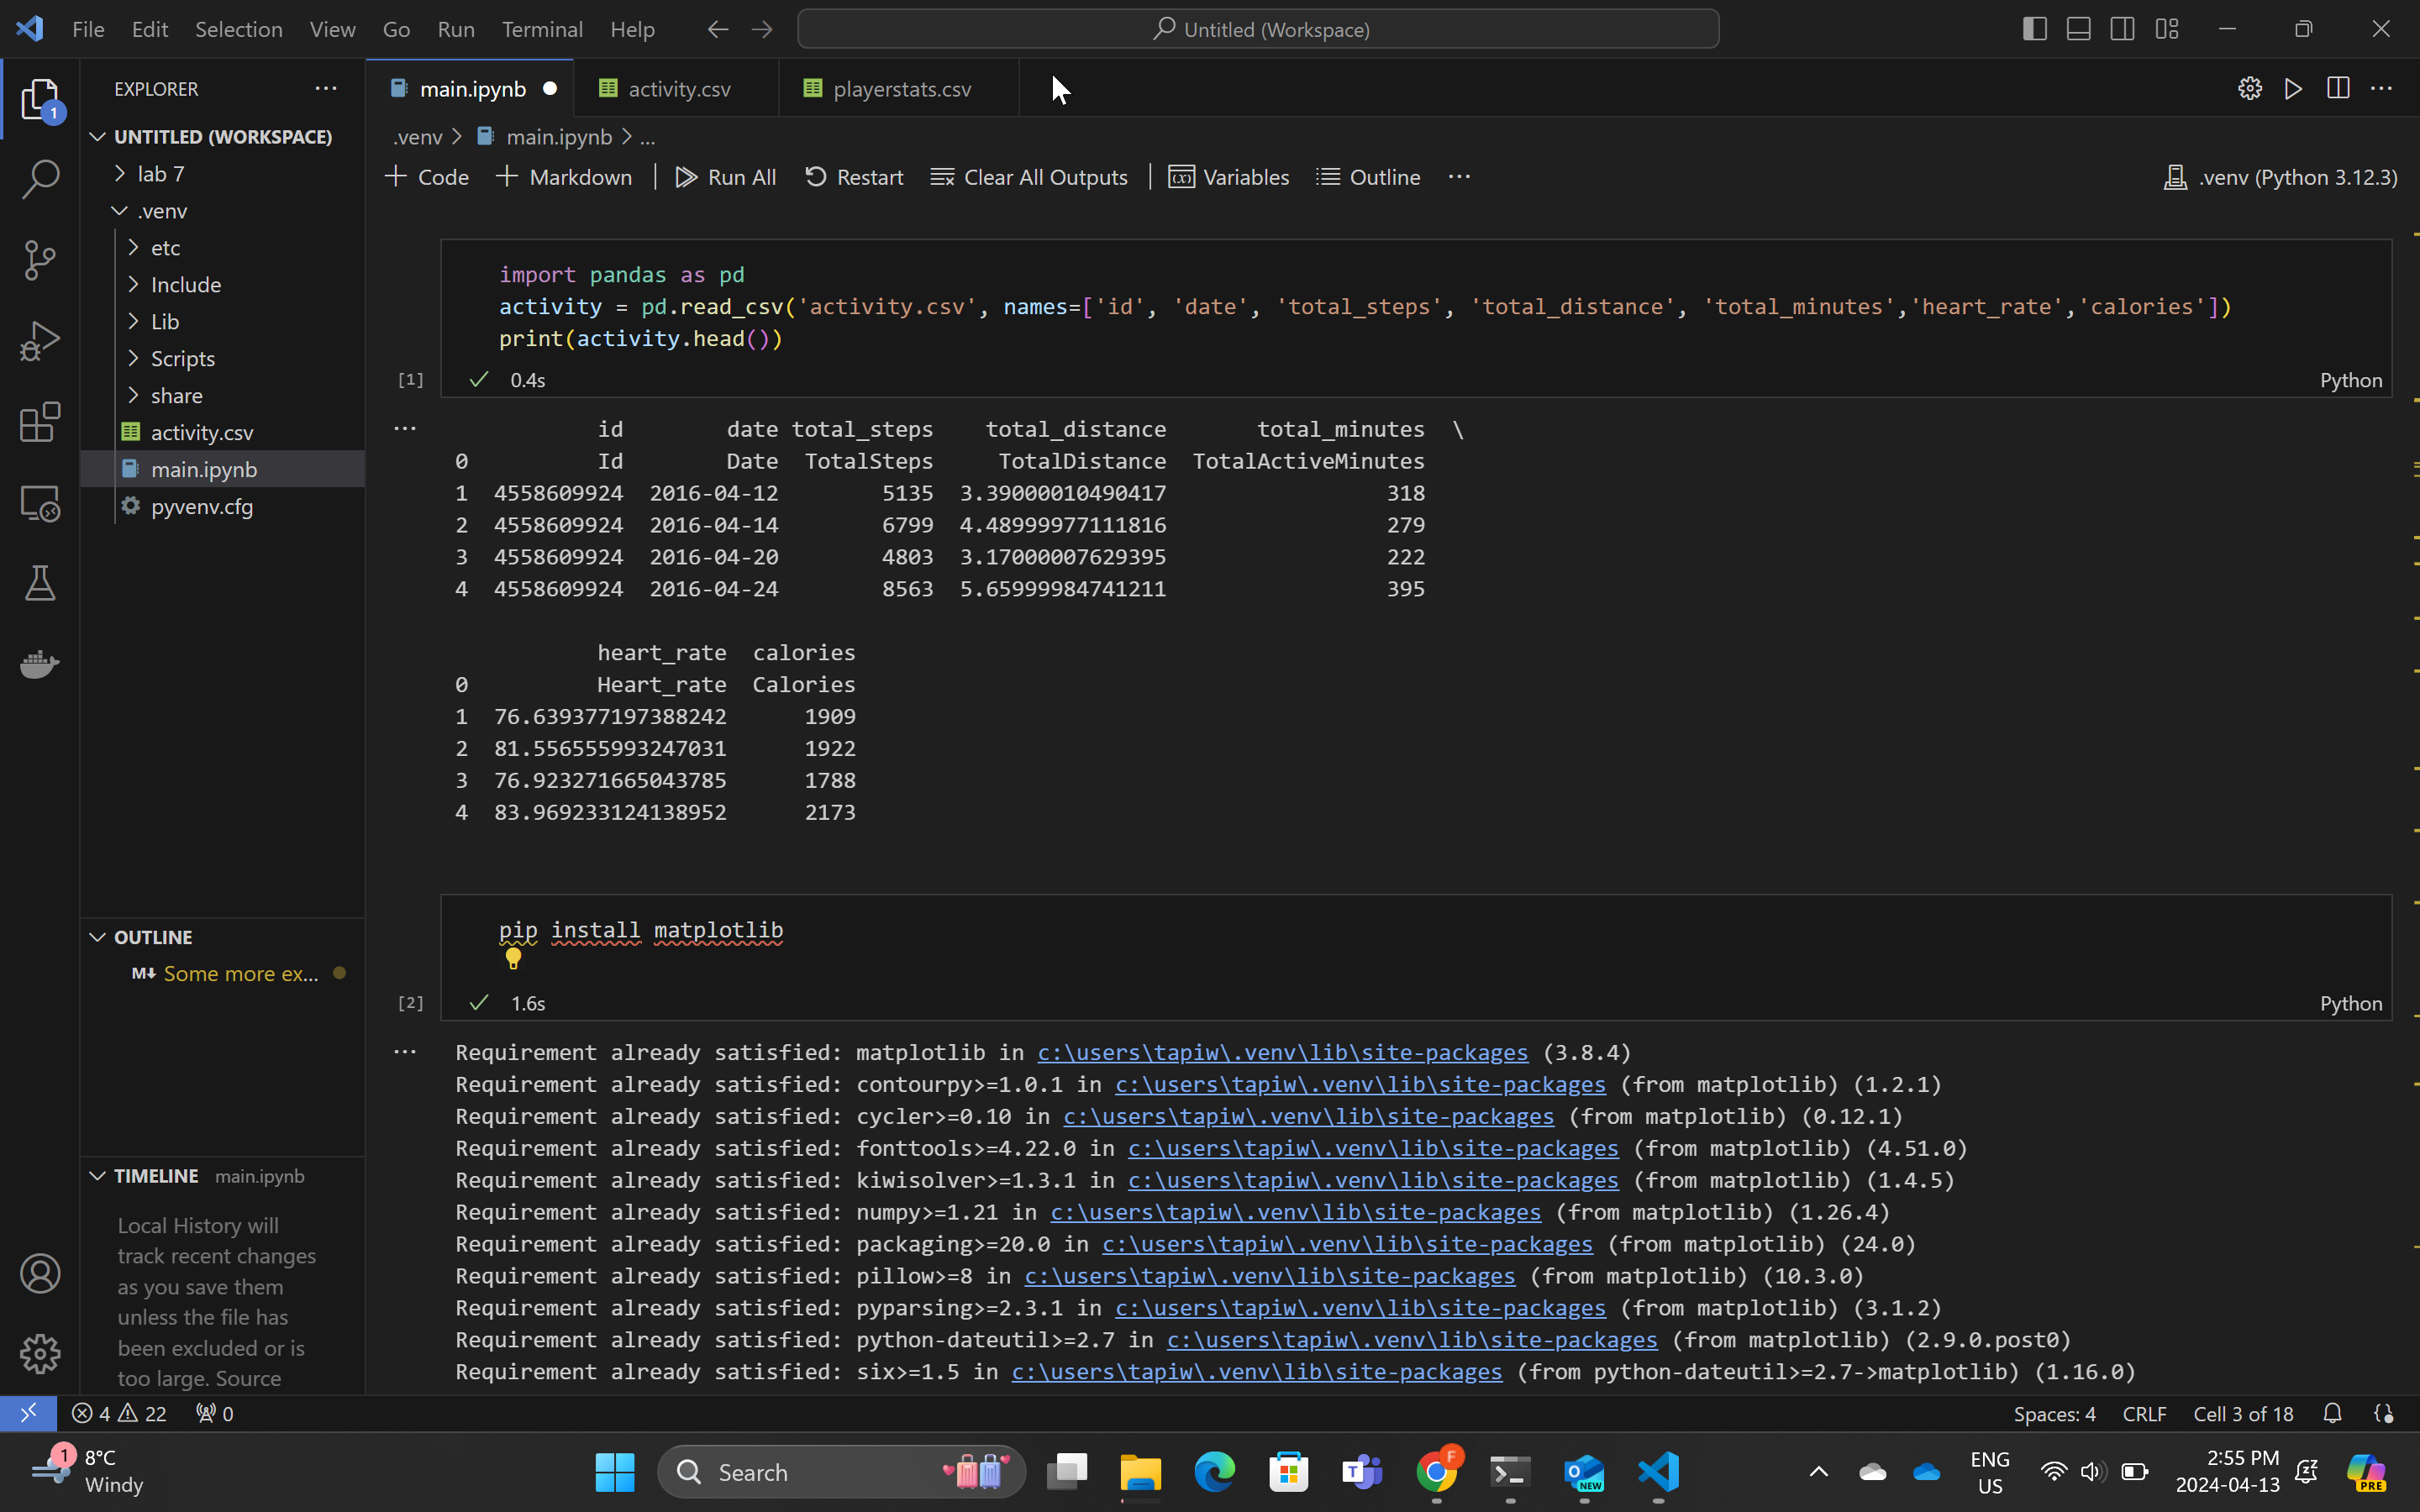 File Edit Selection View Go Run Terminal Help Untitled (Workspace)
EXPLORER
1
UNTITLED (WORKSPACE)
lab 7
.venv
etc
Include
Lib
Scripts
share
activity.csv
main.ipynb
pyvenv.cfg
OUTLINE
M Some more ex...
TIMELINE main.ipynb
Local History will
track recent changes
as you save them
unless the file has
been excluded or is
too large. Source
main.ipynb activity.csv playerstats.csv
.venv > main.ipynb > ...
+ Code + Markdown Run All Restart Clear All Outputs Variables Outline ... .venv (Python 3.12.3)
import pandas as pd
activity = pd.read_csv('activity.csv', names=['id', 'date', 'total_steps', 'total_distance', 'total_minutes','heart_rate','calories'])
print(activity.head())
[1] 0.4s Python
id date total_steps total_distance total_minutes \
0 Id Date TotalSteps TotalDistance TotalActiveMinutes
1 4558609924 2016-04-12 5135 3.39000010490417 318
2 4558609924 2016-04-14 6799 4.48999977111816 279
3 4558609924 2016-04-20 4803 3.17000007629395 222
4 4558609924 2016-04-24 8563 5.65999984741211 395
heart_rate calories
0 Heart_rate Calories
1 76.639377197388242 1909
2 81.556555993247031 1922
3 76.923271665043785 1788
4 83.969233124138952 2173
pip install matplotlib
[2] 1.6s Python
Requirement already satisfied: matplotlib in c:\users\tapiw\.venv\lib\site-packages (3.8.4)
Requirement already satisfied: contourpy>=1.0.1 in c:\users\tapiw\.venv\lib\site-packages (from matplotlib) (1.2.1)
Requirement already satisfied: cycler>=0.10 in c:\users\tapiw\.venv\lib\site-packages (from matplotlib) (0.12.1)
Requirement already satisfied: fonttools>=4.22.0 in c:\users\tapiw\.venv\lib\site-packages (from matplotlib) (4.51.0)
Requirement already satisfied: kiwisolver>=1.3.1 in c:\users\tapiw\.venv\lib\site-packages (from matplotlib) (1.4.5)
Requirement already satisfied: numpy>=1.21 in c:\users\tapiw\.venv\lib\site-packages (from matplotlib) (1.26.4)
Requirement already satisfied: packaging>=20.0 in c:\users\tapiw\.venv\lib\site-packages (from matplotlib) (24.0)
Requirement already satisfied: pillow>=8 in c:\users\tapiw\.venv\lib\site-packages (from matplotlib) (10.3.0)
Requirement already satisfied: pyparsing>=2.3.1 in c:\users\tapiw\.venv\lib\site-packages (from matplotlib) (3.1.2)
Requirement already satisfied: python-dateutil>=2.7 in c:\users\tapiw\.venv\lib\site-packages (from matplotlib) (2.9.0.post0)
Requirement already satisfied: six>=1.5 in c:\users\tapiw\.venv\lib\site-packages (from python-dateutil>=2.7->matplotlib) (1.16.0)
4 22 0 Spaces: 4 CRLF Cell 3 of 18
1 8°C
Windy
Search
T
F
NEW
ENG
US
2:55 PM
2024-04-13
PRE